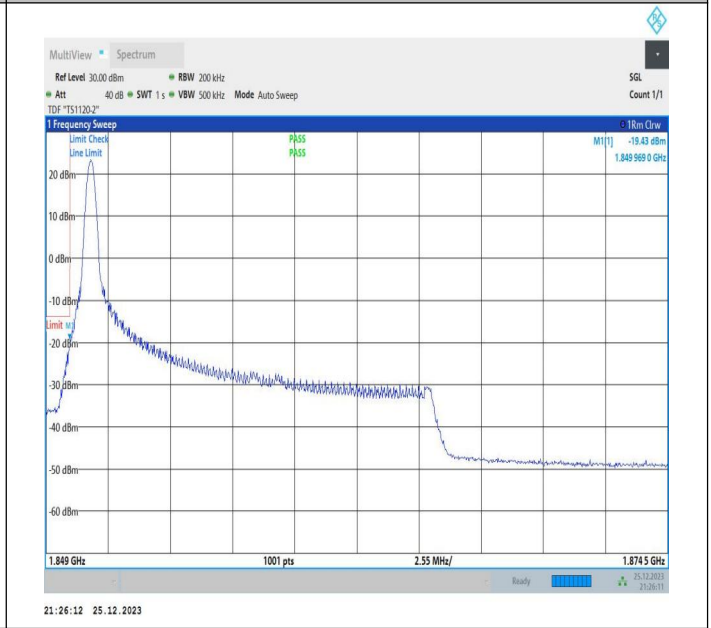 R S
MultiView Spectrum
Ref Level 30.00 dBm RBW 200 kHz SGL
Att 40 dB SWT 1 s VBW 500 kHz Mode Auto Sweep Count 1/1
TDF "TS1120-2"
1 Frequency Sweep 1Rm Clrw
Limit Check PASS M1[1] -19.43 dBm
Line Limit PASS 1.849 969 0 GHz
20 dBm
10 dBm
0 dBm
-10 dBm
Limit M1
-20 dBm
-30 dBm
-40 dBm
-50 dBm
-60 dBm
1.849 GHz 1001 pts 2.55 MHz/ 1.874 5 GHz
Ready 25.12.2023
21:26:11
21:26:12 25.12.2023